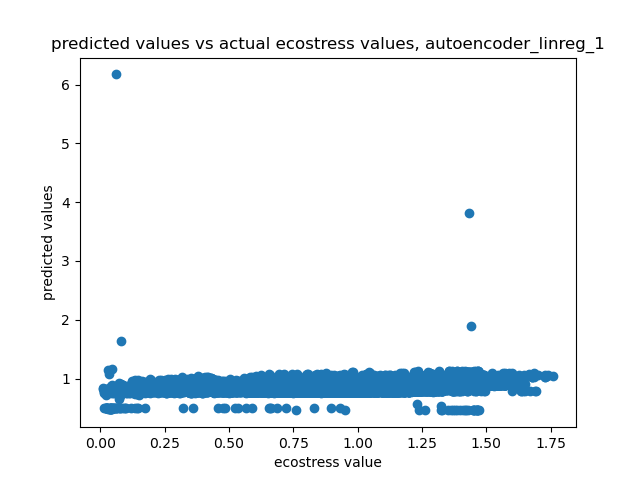 predicted values vs actual ecostress values, autoencoder_linreg_1
6
5
4
3
2
1
predicted values
0.00 0.25 0.50 0.75 1.00 1.25 1.50 1.75
ecostress value